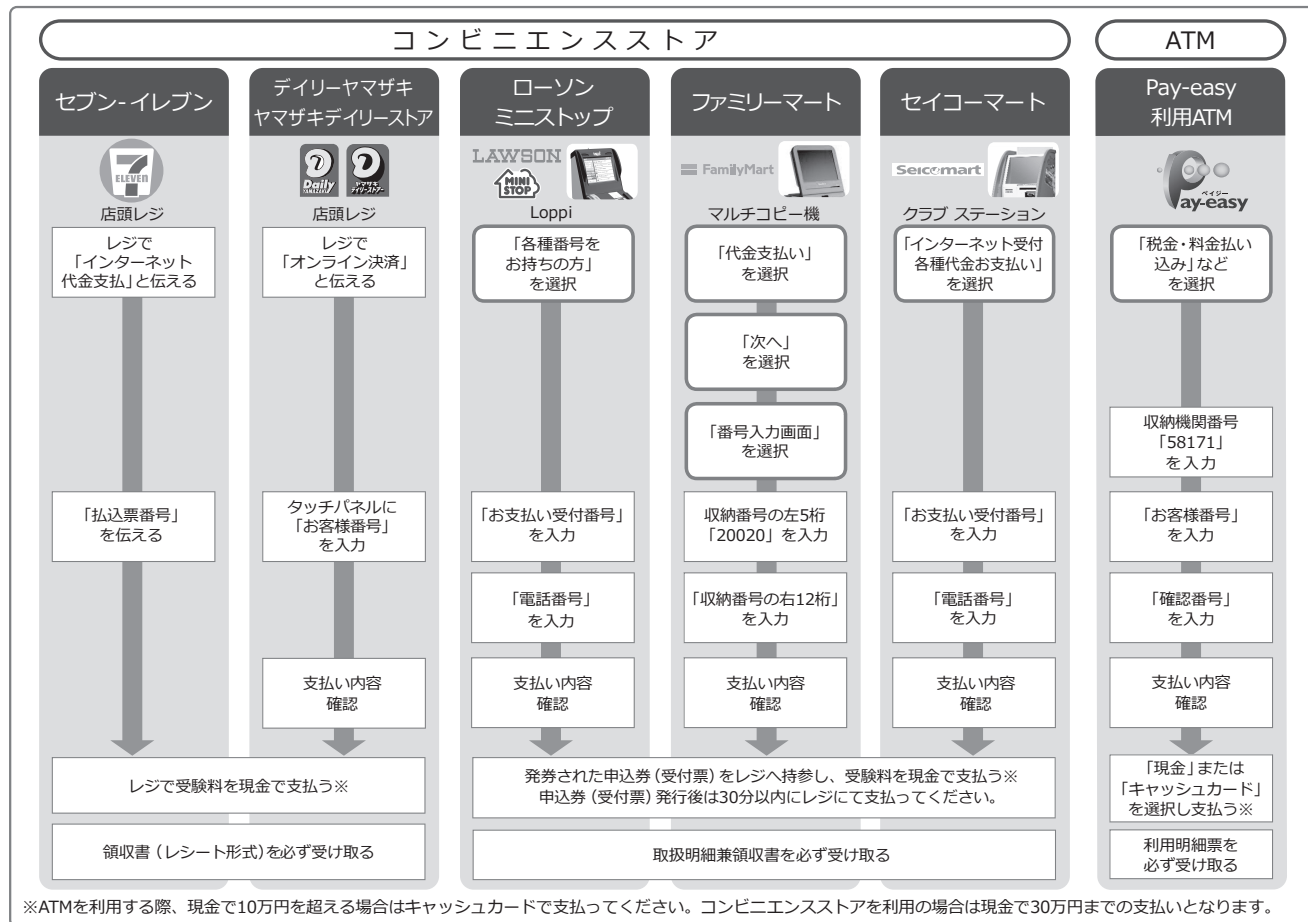 コンビニエンスストア
ATM
セブン-イレブン
7
ELEVEN
店頭レジ
レジで
「インターネット
代金支払」と伝える
「払込票番号」
を伝える
デイリーヤマザキ
ヤマザキデイリーストア
Daily
YAMAZAKI
ヤマザキ
デイリーストアー
店頭レジ
レジで
「オンライン決済」
と伝える
タッチパネルに
「お客様番号」
を入力
支払い内容
確認
レジで受験料を現金で支払う※
領収書(レシート形式)を必ず受け取る
ローソン
ミニストップ
LAWSON
MINI
STOP
Loppi
「各種番号を
お持ちの方」
を選択
「お支払い受付番号」
を入力
「電話番号」
を入力
支払い内容
確認
ファミリーマート
FamilyMart
マルチコピー機
「代金支払い」
を選択
「次へ」
を選択
「番号入力画面」
を選択
収納番号の左5桁
「20020」を入力
「収納番号の右12桁」
を入力
支払い内容
確認
セイコーマート
Seicomart
クラブ ステーション
「インターネット受付
各種代金お支払い」
を選択
「お支払い受付番号」
を入力
「電話番号」
を入力
支払い内容
確認
発券された申込券(受付票)をレジへ持参し、受験料を現金で支払う※
申込券(受付票)発行後は30分以内にレジにて支払ってください。
取扱明細兼領収書を必ず受け取る
Pay-easy
利用ATM
ペイジー
Pay-easy
「税金・料金払い
込み」など
を選択
収納機関番号
「58171」
を入力
「お客様番号」
を入力
「確認番号」
を入力
支払い内容
確認
「現金」または
「キャッシュカード」
を選択し支払う※
利用明細票を
必ず受け取る
※ATMを利用する際、現金で10万円を超える場合はキャッシュカードで支払ってください。コンビニエンスストアを利用の場合は現金で30万円までの支払いとなります。